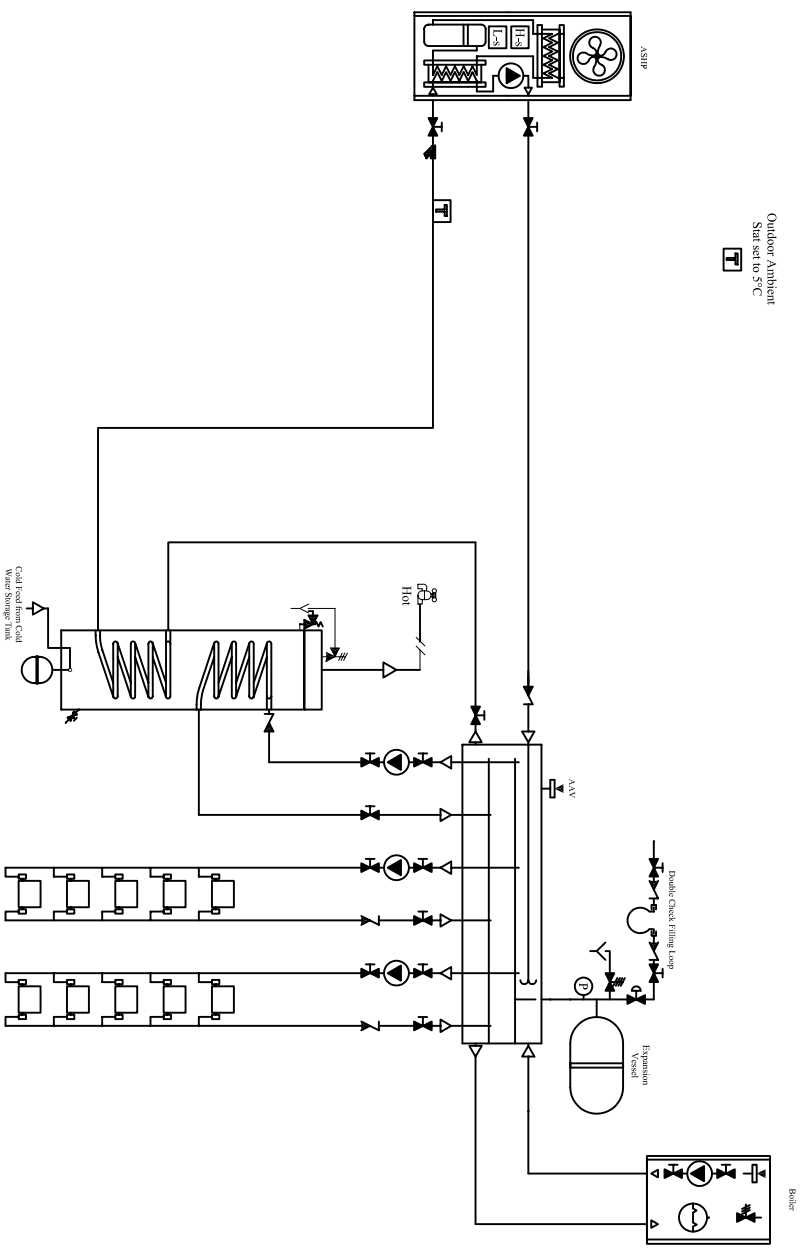 ASHP
H-s
L-s
Outdoor Ambient
Stat set to 5°C
T
T
Hot
Cold Feed from Cold
Water Storage Tank
AAV
Double Check Filling Loop
P
Expansion
Vessel
Boiler